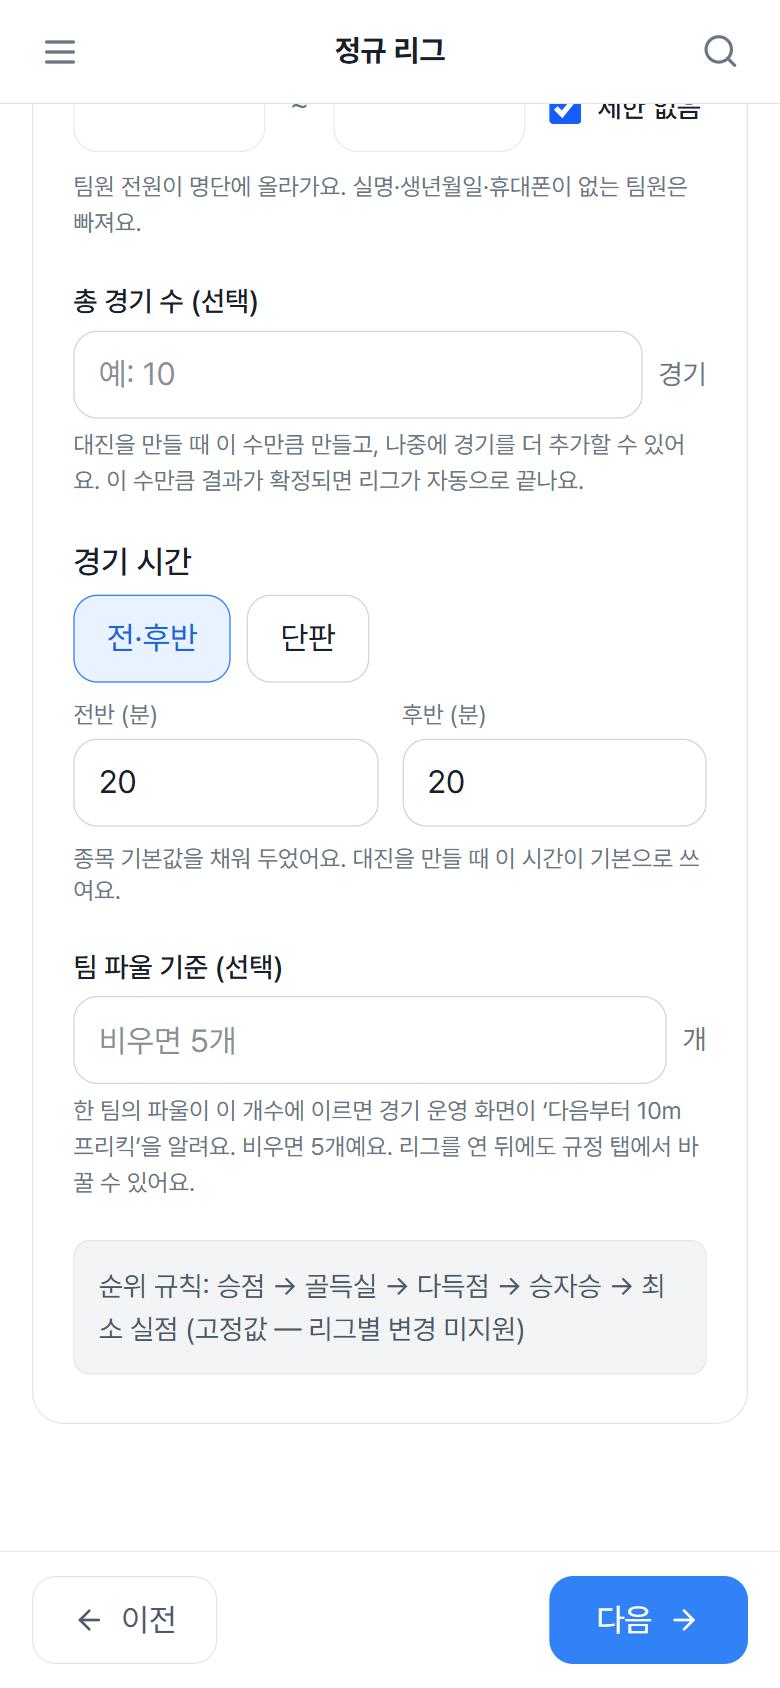 정규 리그
~
제한 없음
팀원 전원이 명단에 올라가요. 실명·생년월일·휴대폰이 없는 팀원은
빠져요.
총 경기 수 (선택)
예: 10
경기
대진을 만들 때 이 수만큼 만들고, 나중에 경기를 더 추가할 수 있어
요. 이 수만큼 결과가 확정되면 리그가 자동으로 끝나요.
경기 시간
전·후반
단판
전반 (분)
후반 (분)
20
20
종목 기본값을 채워 두었어요. 대진을 만들 때 이 시간이 기본으로 쓰
여요.
팀 파울 기준 (선택)
비우면 5개
개
한 팀의 파울이 이 개수에 이르면 경기 운영 화면이 ‘다음부터 10m
프리킥’을 알려요. 비우면 5개예요. 리그를 연 뒤에도 규정 탭에서 바
꿀 수 있어요.
순위 규칙: 승점 → 골득실 → 다득점 → 승자승 → 최
소 실점 (고정값 — 리그별 변경 미지원)
← 이전
다음 →